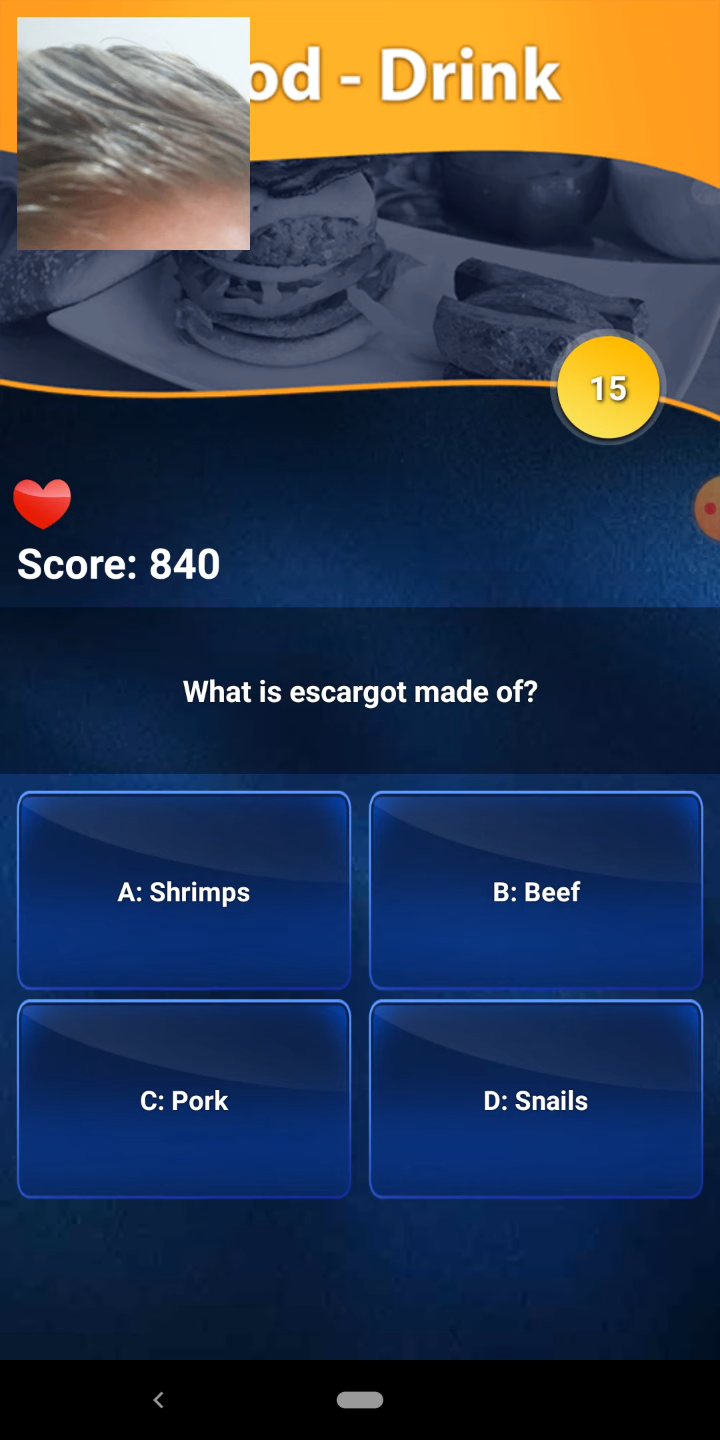 od - Drink
15
Score: 840
What is escargot made of?
A: Shrimps
B: Beef
C: Pork
D: Snails